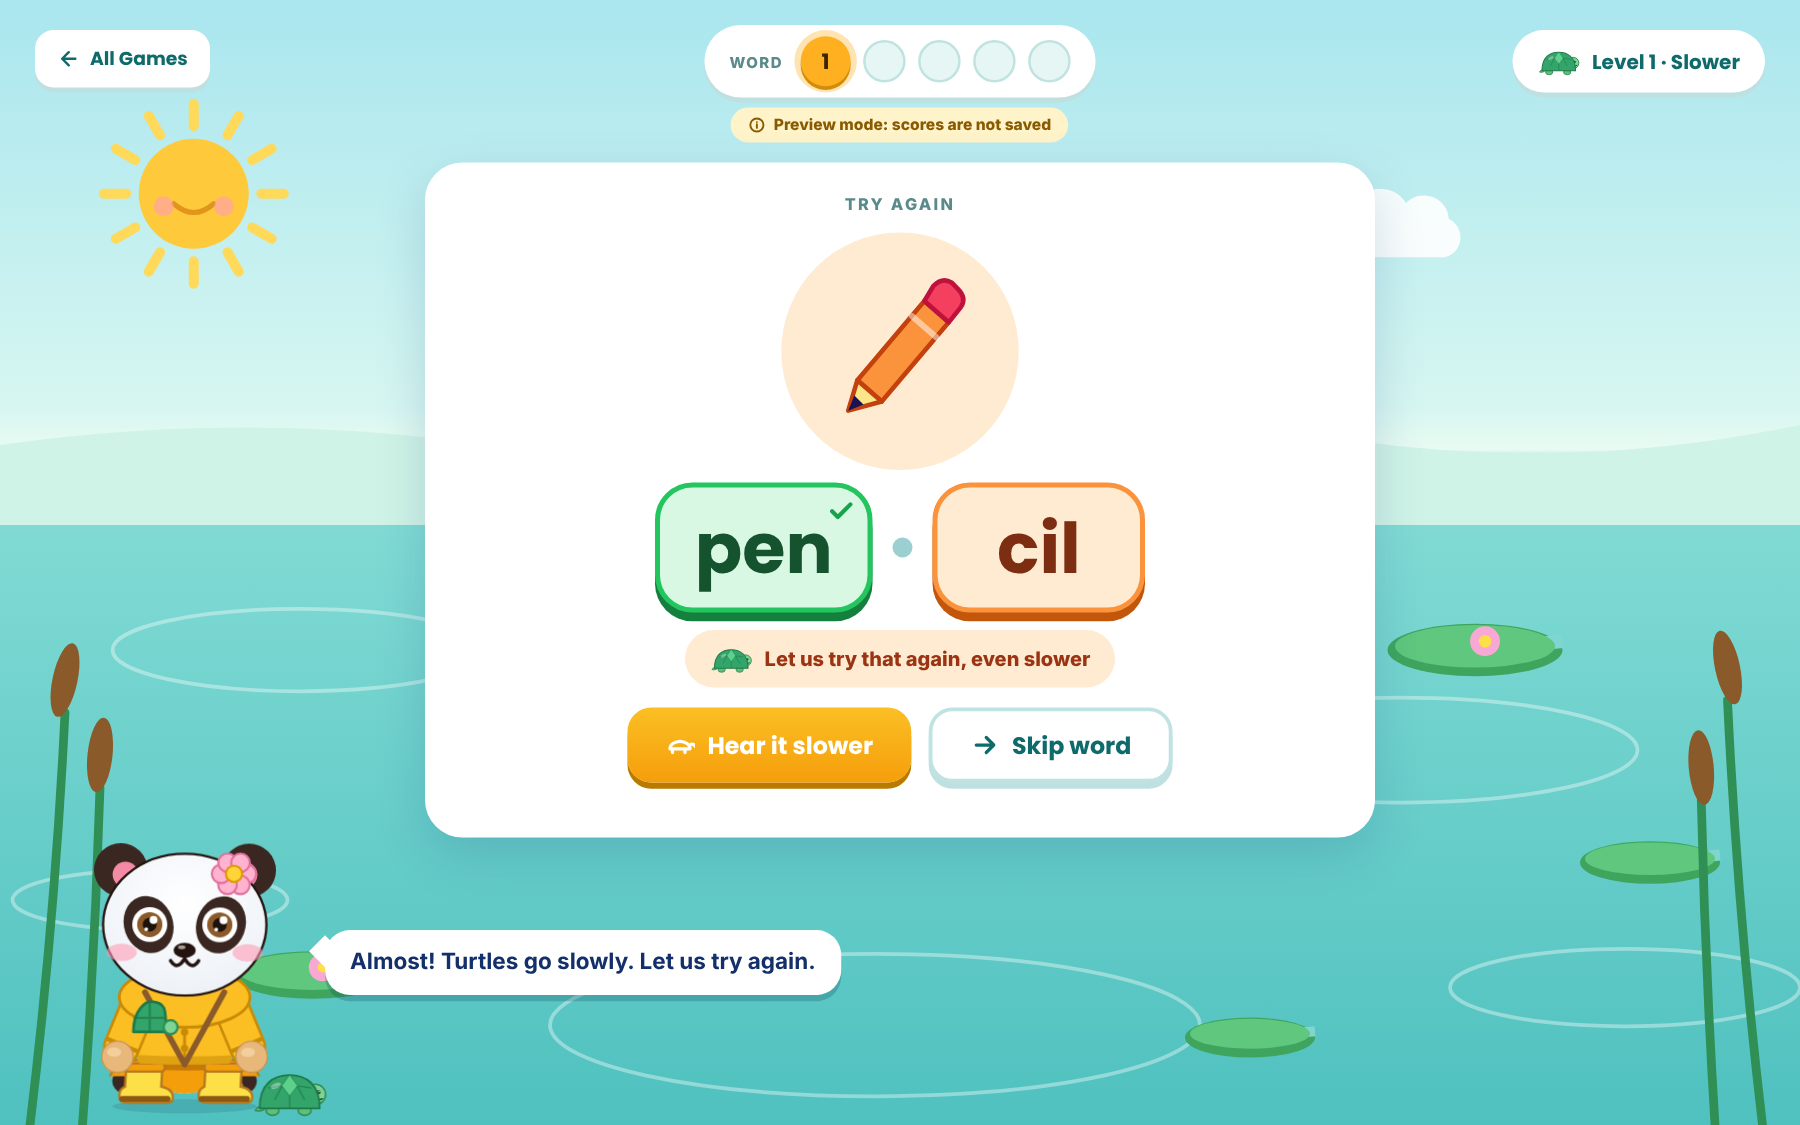 All Games
WORD 1
Level 1 · Slower
Preview mode: scores are not saved
TRY AGAIN
pen cil
Let us try that again, even slower
Hear it slower
Skip word
Almost! Turtles go slowly. Let us try again.